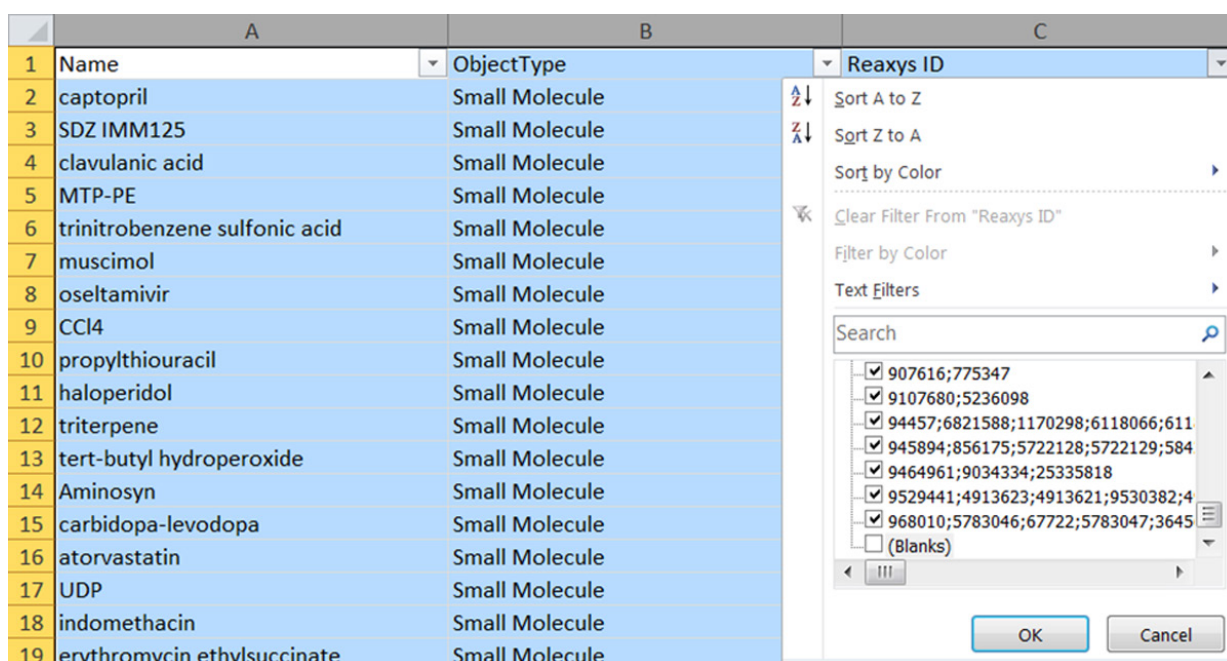 A B C
1 Name ObjectType Reaxys ID
2 captopril Small Molecule
3 SDZ IMM125 Small Molecule
4 clavulanic acid Small Molecule
5 MTP-PE Small Molecule
6 trinitrobenzene sulfonic acid Small Molecule
7 muscimol Small Molecule
8 oseltamivir Small Molecule
9 CCl4 Small Molecule
10 propylthiouracil Small Molecule
11 haloperidol Small Molecule
12 triterpene Small Molecule
13 tert-butyl hydroperoxide Small Molecule
14 Aminosyn Small Molecule
15 carbidopa-levodopa Small Molecule
16 atorvastatin Small Molecule
17 UDP Small Molecule
18 indomethacin Small Molecule
19 erythromycin ethylsuccinate Small Molecule
Sort A to Z
Sort Z to A
Sort by Color
Clear Filter From "Reaxys ID"
Filter by Color
Text Filters
Search
907616;775347
9107680;5236098
94457;6821588;1170298;6118066;611
945894;856175;5722128;5722129;584
9464961;9034334;25335818
9529441;4913623;4913621;9530382;4
968010;5783046;67722;5783047;3645
(Blanks)
OK Cancel